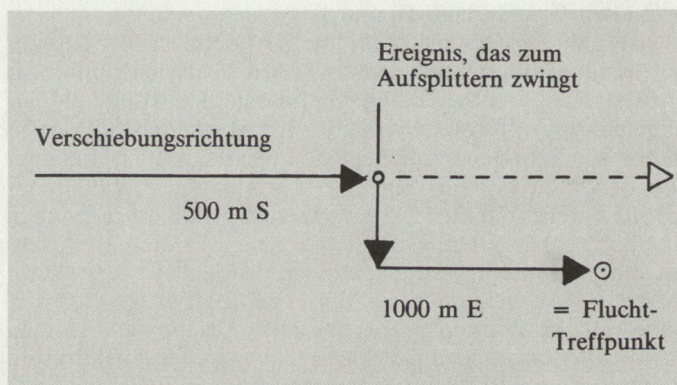 Ereignis, das zum
Aufsplittern zwingt
Verschiebungsrichtung
500 m S
1000 m E
= Flucht-
Treffpunkt